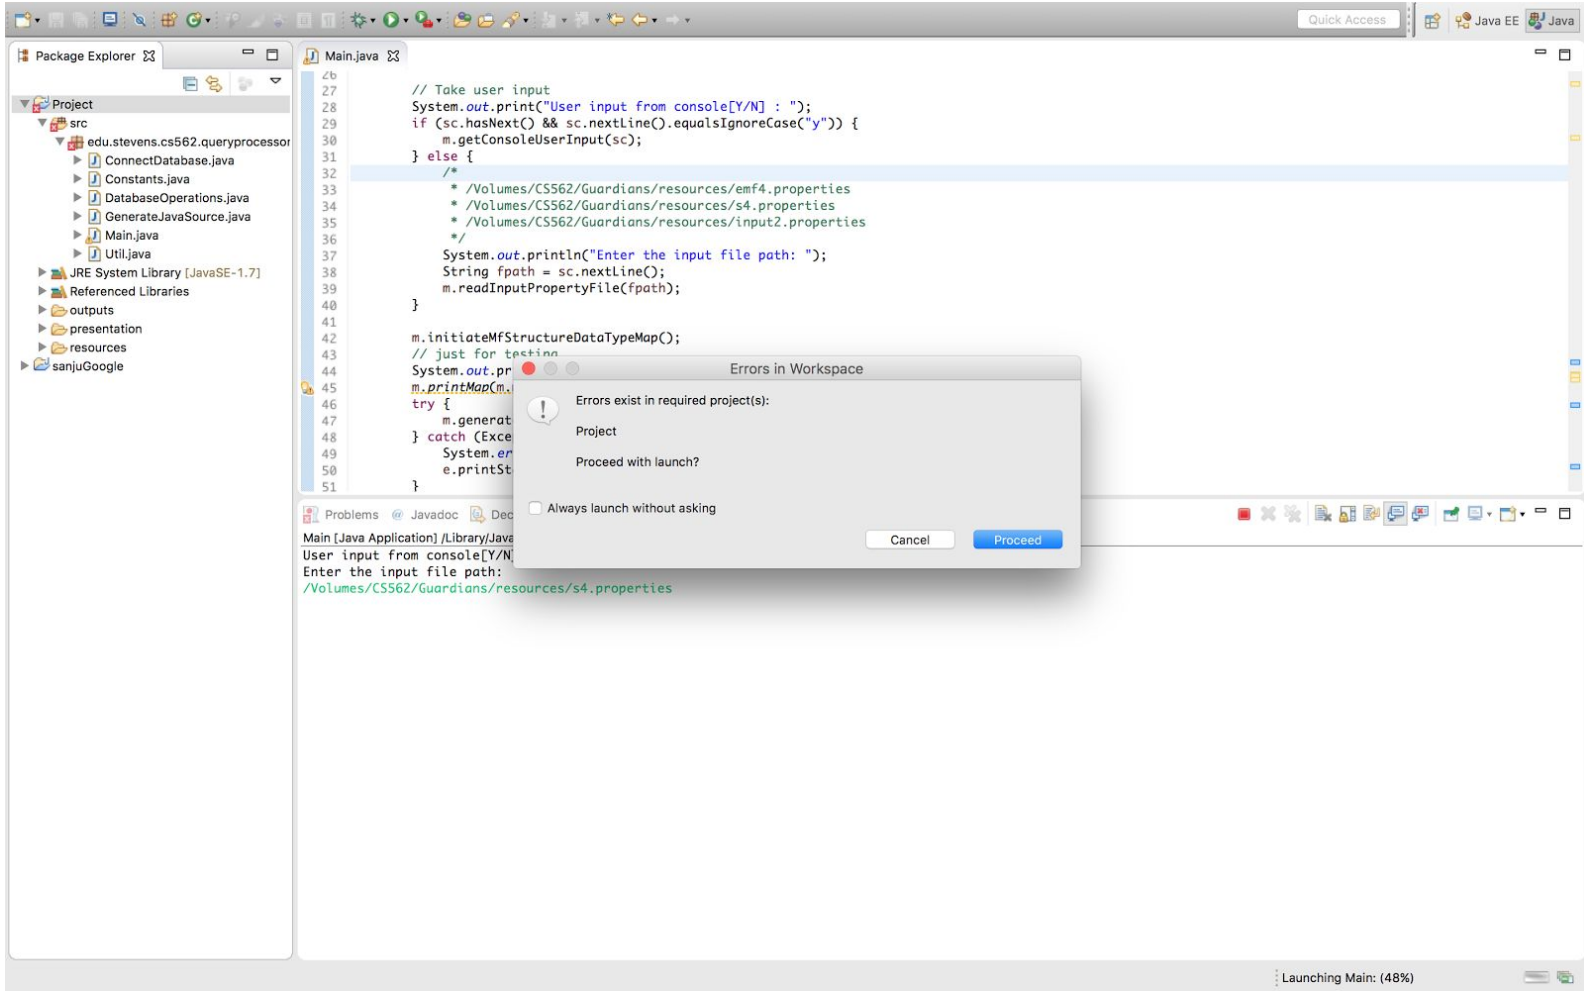 Quick Access
Java EE
Java
Package Explorer
Main.java
Project
src
edu.stevens.cs562.queryprocessor
ConnectDatabase.java
Constants.java
DatabaseOperations.java
GenerateJavaSource.java
Main.java
Util.java
JRE System Library [JavaSE-1.7]
Referenced Libraries
outputs
presentation
resources
sanjuGoogle
26
27 // Take user input
28 System.out.print("User input from console[Y/N] : ");
29 if (sc.hasNext() && sc.nextLine().equalsIgnoreCase("y")) {
30 m.getConsoleUserInput(sc);
31 } else {
32 /*
33 * /Volumes/CS562/Guardians/resources/emf4.properties
34 * /Volumes/CS562/Guardians/resources/s4.properties
35 * /Volumes/CS562/Guardians/resources/input2.properties
36 */
37 System.out.println("Enter the input file path: ");
38 String fpath = sc.nextLine();
39 m.readInputPropertyFile(fpath);
40 }
41
42 m.initiateMfStructureDataTypeMap();
43 // just for testing
44 System.out.pr
45 m.printMap(m.
46 try {
47 m.generat
48 } catch (Exce
49 System.er
50 e.printSt
51 }
Errors in Workspace
Errors exist in required project(s):
Project
Proceed with launch?
Always launch without asking
Cancel
Proceed
Problems @ Javadoc Dec
Main [Java Application] /Library/Java
User input from console[Y/N]
Enter the input file path:
/Volumes/CS562/Guardians/resources/s4.properties
Launching Main: (48%)